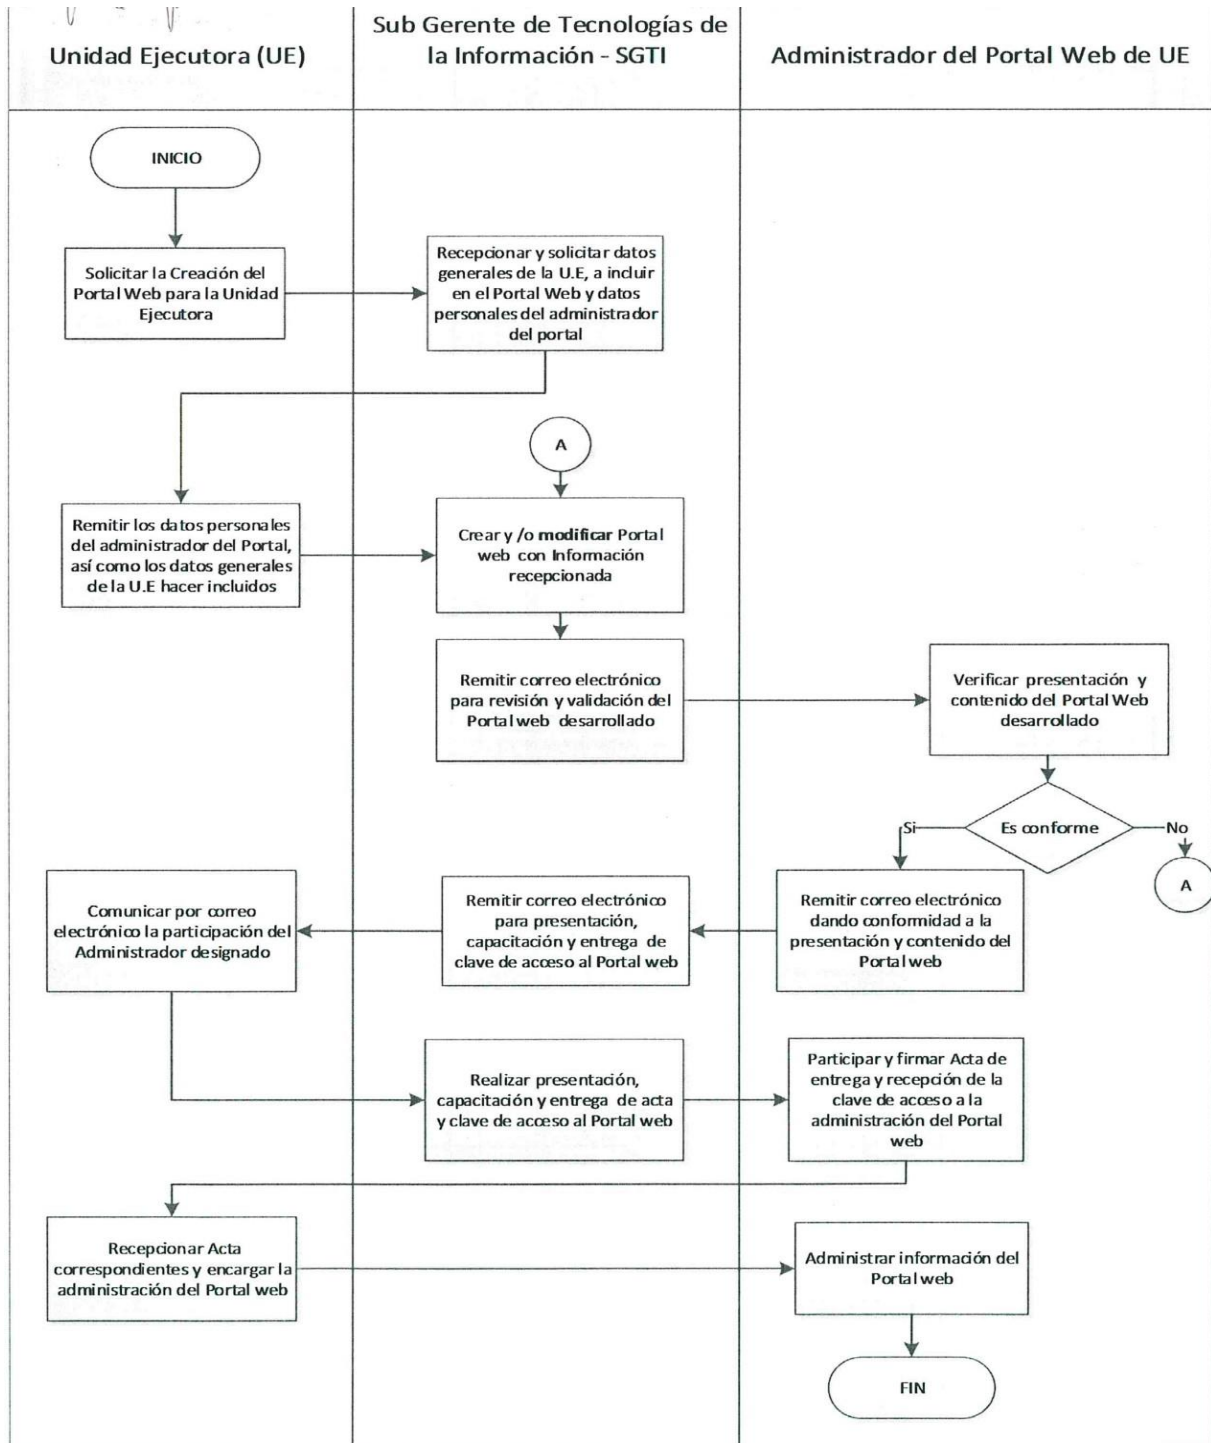 Unidad Ejecutora (UE)
Sub Gerente de Tecnologías de
la Información - SGTI
Administrador del Portal Web de UE
INICIO
Solicitar la Creación del
Portal Web para la Unidad
Ejecutora
Recepcionar y solicitar datos
generales de la U.E, a incluir
en el Portal Web y datos
personales del administrador
del portal
A
Remitir los datos personales
del administrador del Portal,
así como los datos generales
de la U.E hacer incluidos
Crear y /o modificar Portal
web con Información
recepcionada
Remitir correo electrónico
para revisión y validación del
Portal web desarrollado
Verificar presentación y
contenido del Portal Web
desarrollado
Es conforme
Si
No
A
Remitir correo electrónico
dando conformidad a la
presentación y contenido del
Portal web
Remitir correo electrónico
para presentación,
capacitación y entrega de
clave de acceso al Portal web
Comunicar por correo
electrónico la participación del
Administrador designado
Realizar presentación,
capacitación y entrega de acta
y clave de acceso al Portal web
Participar y firmar Acta de
entrega y recepción de la
clave de acceso a la
administración del Portal
web
Recepcionar Acta
correspondientes y encargar la
administración del Portal web
Administrar información del
Portal web
FIN